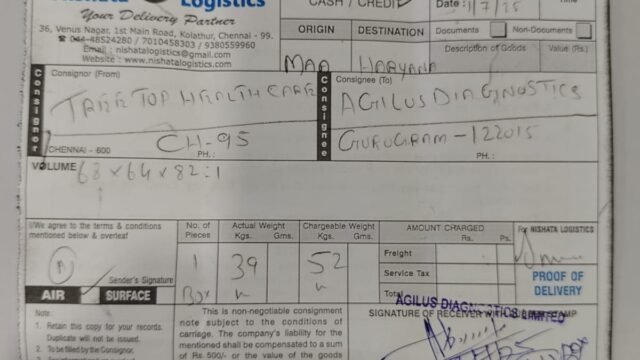 Nishata Logistics
CASH / CREDIT
Date : 1/7/25
Your Delivery Partner
36, Venus Nagar, 1st Main Road, Kolathur, Chennai - 99.
044-48524280 / 7010458303 / 9380559960
Email : nishatalogistics@gmail.com
Website : www.nishatalogistics.com
ORIGIN
DESTINATION
Documents
Non-Documents
Description of Goods
Value (Rs.)
MAA
HARYANA
Consignor
Consignor (From)
TREE TOP HEALTH CARE
CH-95
CHENNAI - 600
PH. :
Consignee
Consignee (To)
AGILUS DIAGNOSTICS
GURUGRAM - 122015
PH. :
VOLUME
68 x 64 x 82 : 1
I/We agree to the terms & conditions
mentioned below & overleaf
Sender's Signature
AIR
SURFACE
No. of
Pieces
1
Box
Actual Weight
Kgs. Gms.
39
Chargeable Weight
Kgs. Gms.
52
AMOUNT CHARGED
Rs. Ps.
Freight
Service Tax
Total
For NISHATA LOGISTICS
PROOF OF
DELIVERY
Note:
1. Retain this copy for your records.
Duplicate will not be issued.
2. To be filled by the Consignor.
This is non-negotiable consignment
note subject to the conditions of
carriage. The company's liability for
the mentioned shall be compensated to a
sum of Rs. 500/- or the value of the goods
SIGNATURE OF RECEIVER WITH STAMP
AGILUS DIAGNOSTICS LIMITED